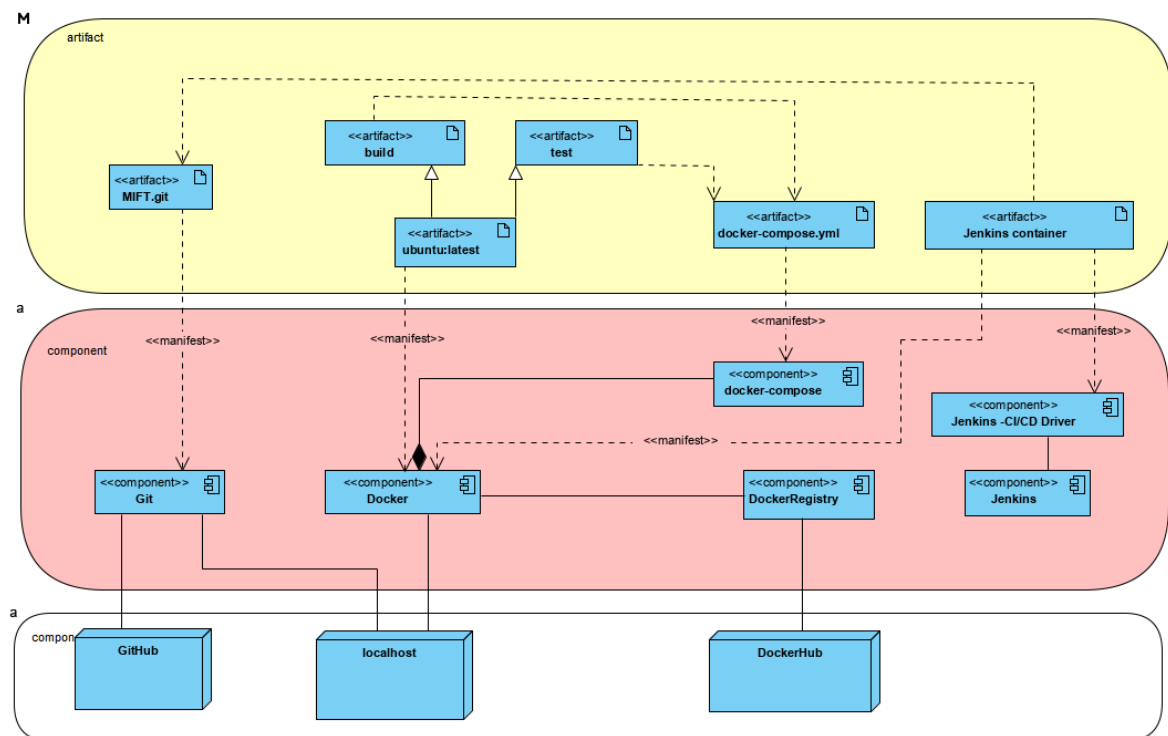 M
artifact
<<artifact>>
build
<<artifact>>
test
<<artifact>>
MIFT.git
<<artifact>>
ubuntu:latest
<<artifact>>
docker-compose.yml
<<artifact>>
Jenkins container
a
component
<<manifest>>
<<manifest>>
<<manifest>>
<<manifest>>
<<component>>
docker-compose
<<component>>
Jenkins -CI/CD Driver
<<manifest>>
<<component>>
Git
<<component>>
Docker
<<component>>
DockerRegistry
<<component>>
Jenkins
a
compon
GitHub
localhost
DockerHub